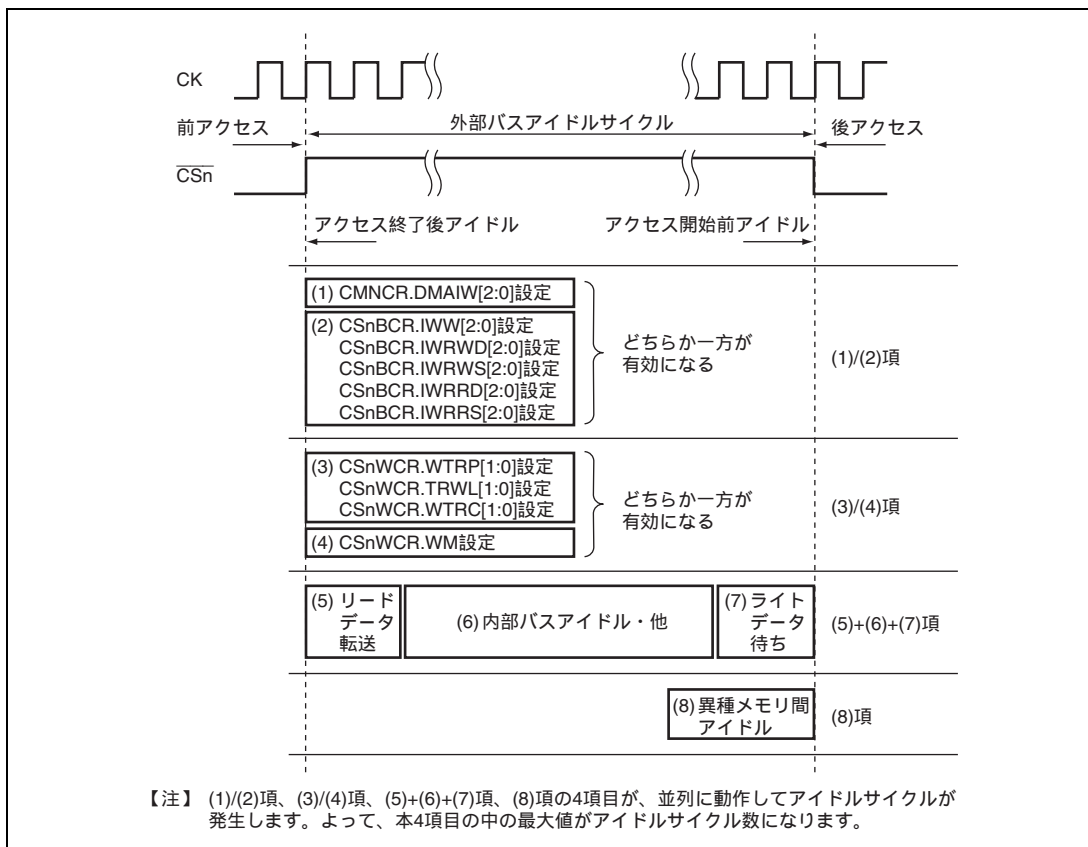 CK
前アクセス
外部バスアイドルサイクル
後アクセス
CSn
アクセス終了後アイドル
アクセス開始前アイドル
(1) CMNCR.DMAIW[2:0]設定
(2) CSnBCR.IWW[2:0]設定
CSnBCR.IWRWD[2:0]設定
CSnBCR.IWRWS[2:0]設定
CSnBCR.IWRRD[2:0]設定
CSnBCR.IWRRS[2:0]設定
どちらか一方が
有効になる
(1)/(2)項
(3) CSnWCR.WTRP[1:0]設定
CSnWCR.TRWL[1:0]設定
CSnWCR.WTRC[1:0]設定
(4) CSnWCR.WM設定
どちらか一方が
有効になる
(3)/(4)項
(5) リード
データ
転送
(6) 内部バスアイドル・他
(7) ライト
データ
待ち
(5)+(6)+(7)項
(8) 異種メモリ間
アイドル
(8)項
【注】 (1)/(2)項、(3)/(4)項、(5)+(6)+(7)項、(8)項の4項目が、並列に動作してアイドルサイクルが
発生します。よって、本4項目の中の最大値がアイドルサイクル数になります。